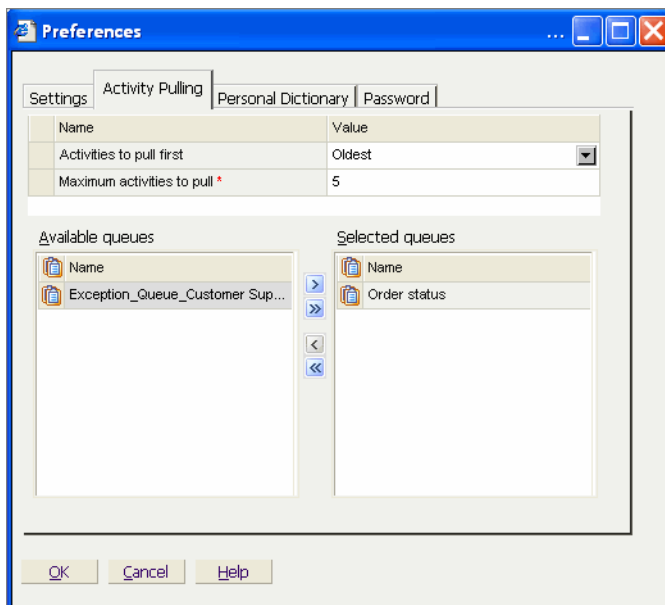 Preferences
...
Settings Activity Pulling Personal Dictionary Password
Name Value
Activities to pull first Oldest
Maximum activities to pull * 5
Available queues Selected queues
Name Name
Exception_Queue_Customer Sup... Order status
OK Cancel Help